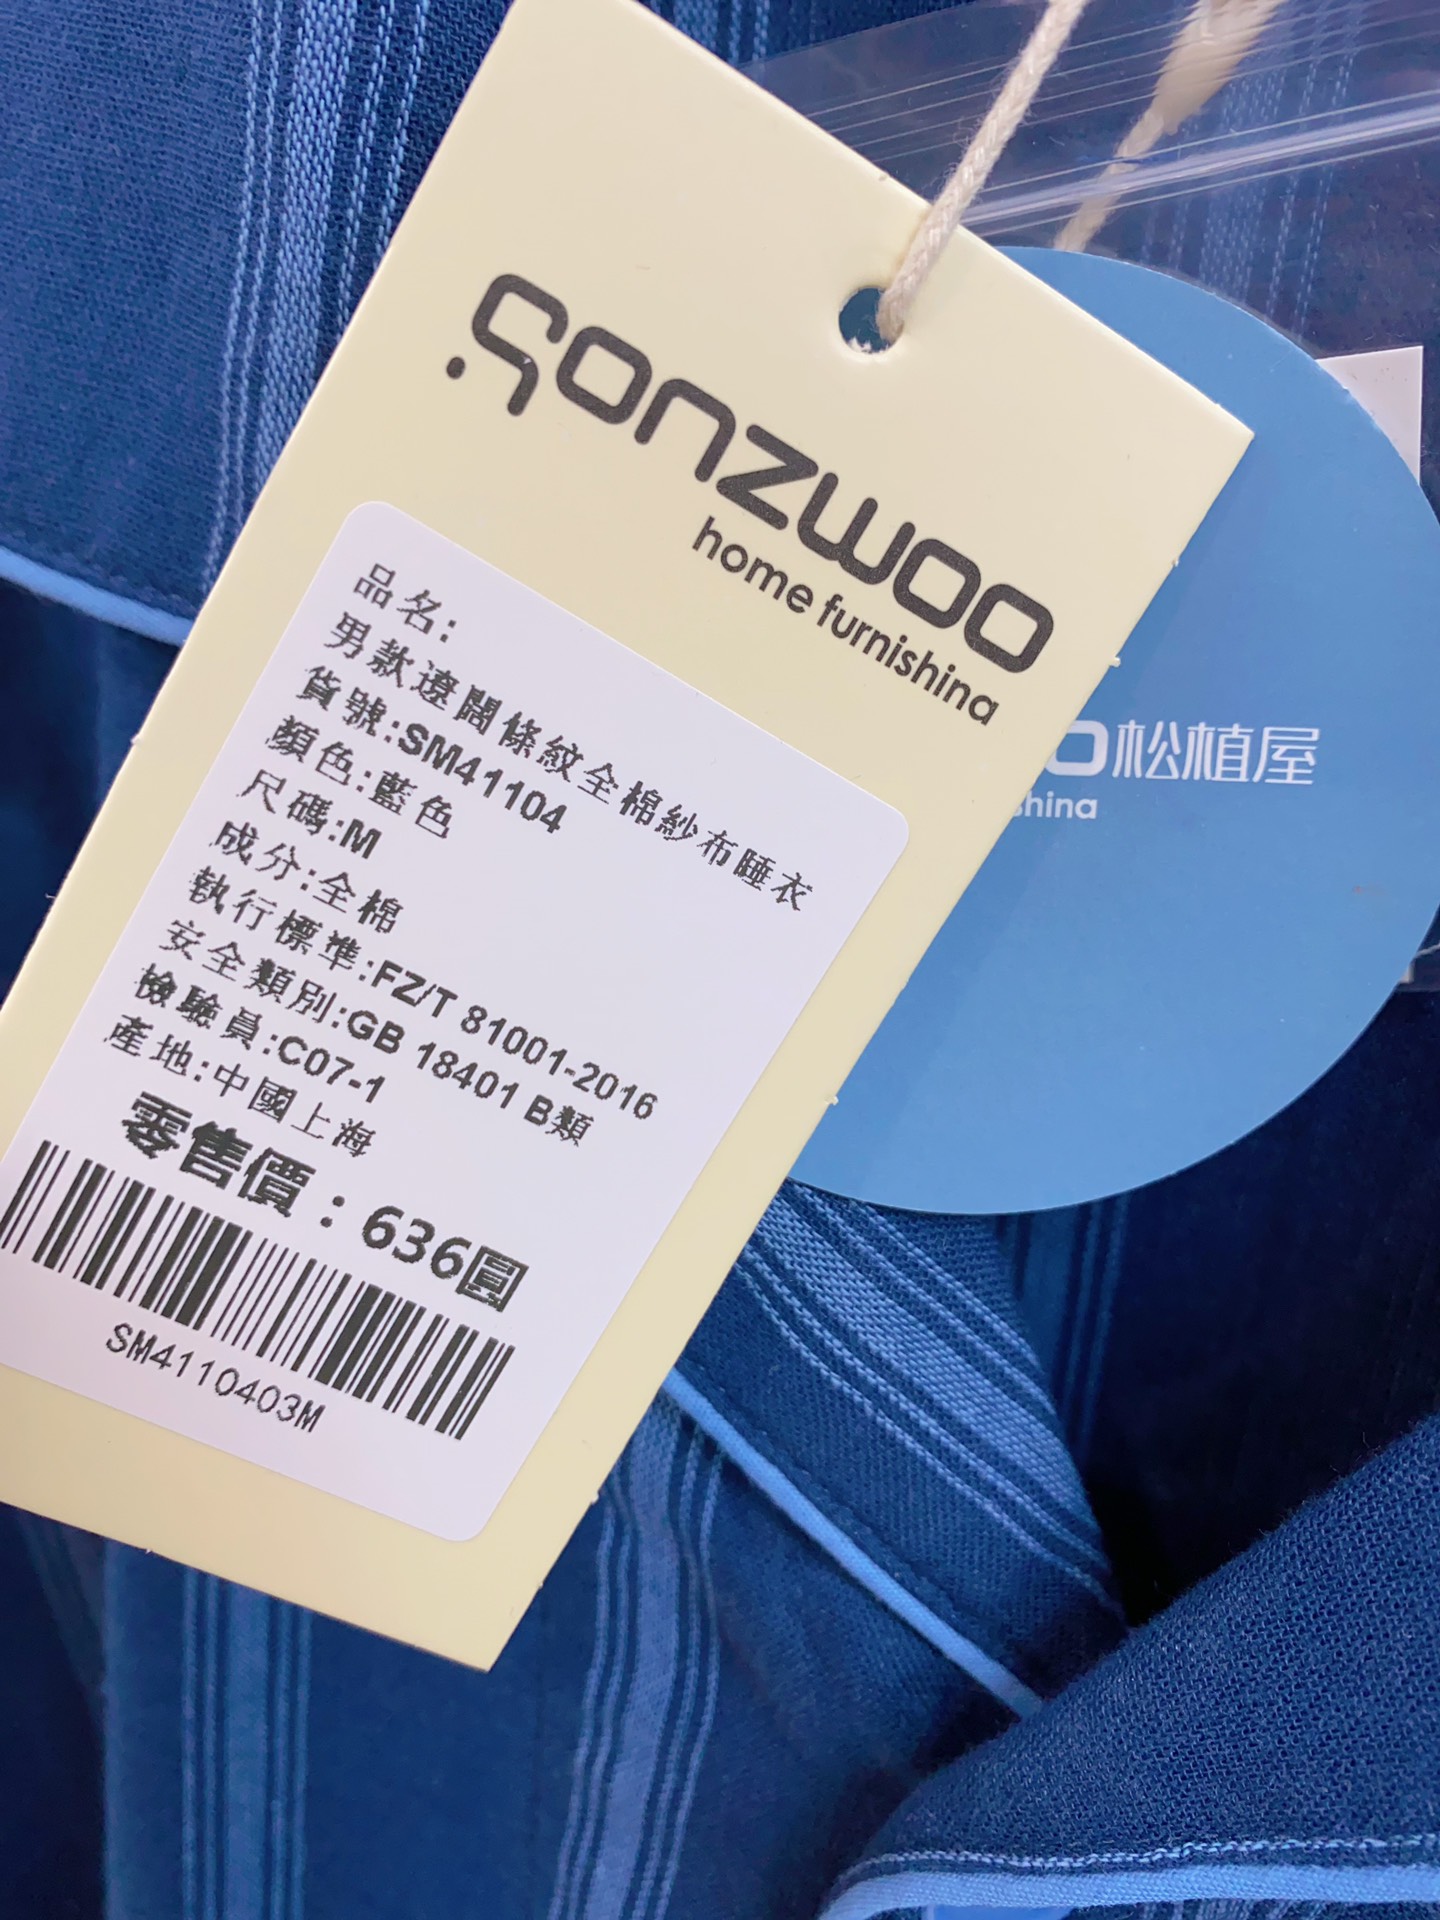 sonzwoo
home furnishing
品名:
男款遼闊條紋全棉紗布睡衣
貨號:SM41104
顏色:藍色
尺碼:M
成分:全棉
執行標準:FZ/T 81001-2016
安全類別:GB 18401 B類
檢驗員:C07-1
產地:中國上海
零售價：636圓
SM4110403M
o松植屋
shing